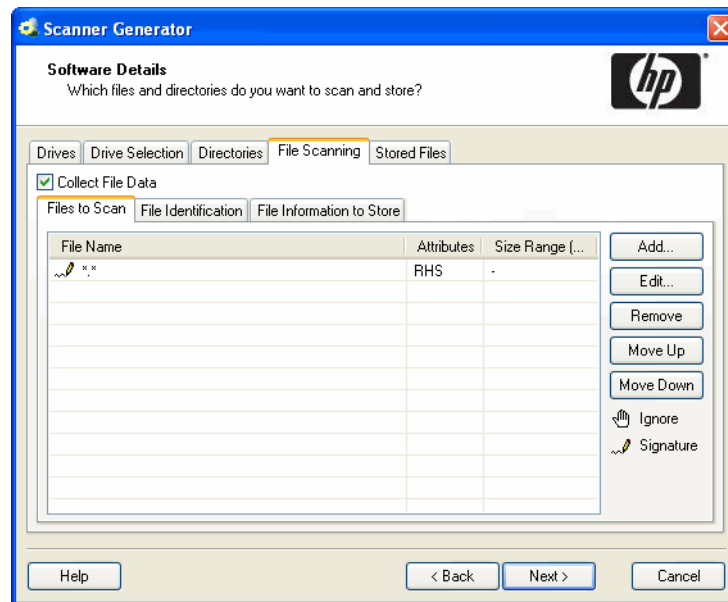 Scanner Generator
Software Details
Which files and directories do you want to scan and store?
hp
Drives Drive Selection Directories File Scanning Stored Files
Collect File Data
Files to Scan File Identification File Information to Store
File Name Attributes Size Range (...
*.* RHS -
Add...
Edit...
Remove
Move Up
Move Down
Ignore
Signature
Help < Back Next > Cancel